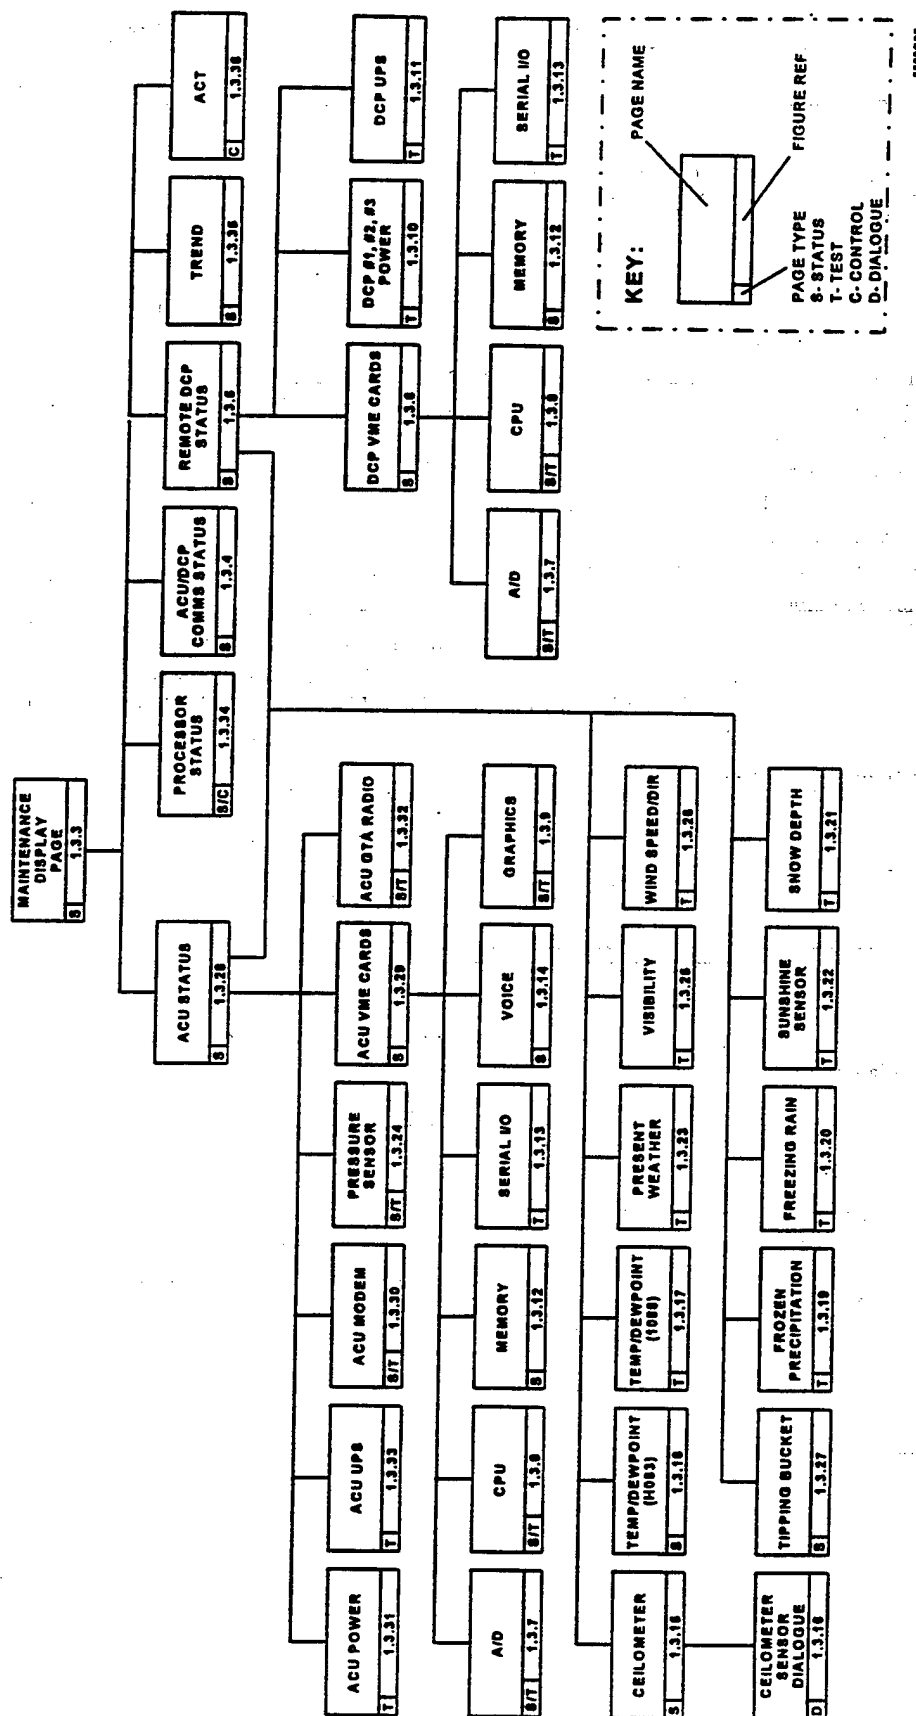 MAINTENANCE
DISPLAY
PAGE
S 1.3.3
ACU STATUS
S 1.3.28
PROCESSOR
STATUS
S/C 1.3.34
ACU/DCP
COMMS STATUS
S 1.3.4
REMOTE DCP
STATUS
S 1.3.5
TREND
S 1.3.35
ACT
C 1.3.36
ACU POWER
T 1.3.31
ACU UPS
T 1.3.33
ACU MODEM
S/T 1.3.30
PRESSURE
SENSOR
S/T 1.3.24
ACU VME CARDS
S 1.3.29
ACU GTA RADIO
S/T 1.3.32
DCP VME CARDS
S 1.3.6
DCP #1, #2, #3
POWER
T 1.3.10
DCP UPS
T 1.3.11
A/D
S/T 1.3.7
CPU
S/T 1.3.8
MEMORY
S 1.3.12
SERIAL I/O
T 1.3.13
VOICE
S 1.3.14
GRAPHICS
S/T 1.3.9
A/D
S/T 1.3.7
CPU
S/T 1.3.8
MEMORY
S 1.3.12
SERIAL I/O
T 1.3.13
CEILOMETER
S 1.3.15
TEMP/DEWPOINT
(H083)
S 1.3.18
TEMP/DEWPOINT
(1088)
T 1.3.17
PRESENT
WEATHER
T 1.3.23
VISIBILITY
T 1.3.25
WIND SPEED/DIR
T 1.3.26
CEILOMETER
SENSOR
DIALOGUE
D 1.3.16
TIPPING BUCKET
S 1.3.27
FROZEN
PRECIPITATION
T 1.3.19
FREEZING RAIN
T 1.3.20
SUNSHINE
SENSOR
T 1.3.22
SNOW DEPTH
T 1.3.21
KEY:
PAGE NAME
PAGE TYPE
S- STATUS
T- TEST
C- CONTROL
D- DIALOGUE
FIGURE REF